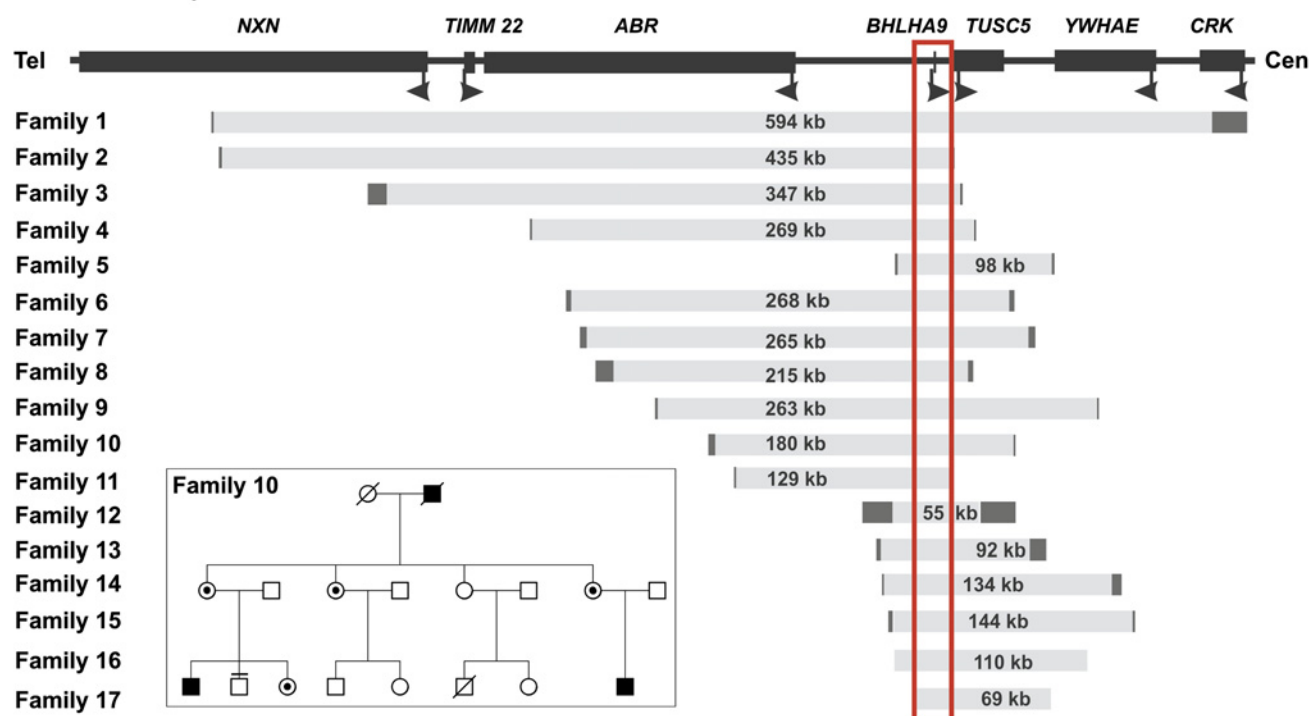 NXN TIMM 22 ABR BHLHA9 TUSC5 YWHAE CRK
Tel Cen
Family 1 594 kb
Family 2 435 kb
Family 3 347 kb
Family 4 269 kb
Family 5 98 kb
Family 6 268 kb
Family 7 265 kb
Family 8 215 kb
Family 9 263 kb
Family 10 180 kb
Family 11 129 kb
Family 12 55 kb
Family 13 92 kb
Family 14 134 kb
Family 15 144 kb
Family 16 110 kb
Family 17 69 kb
Family 10